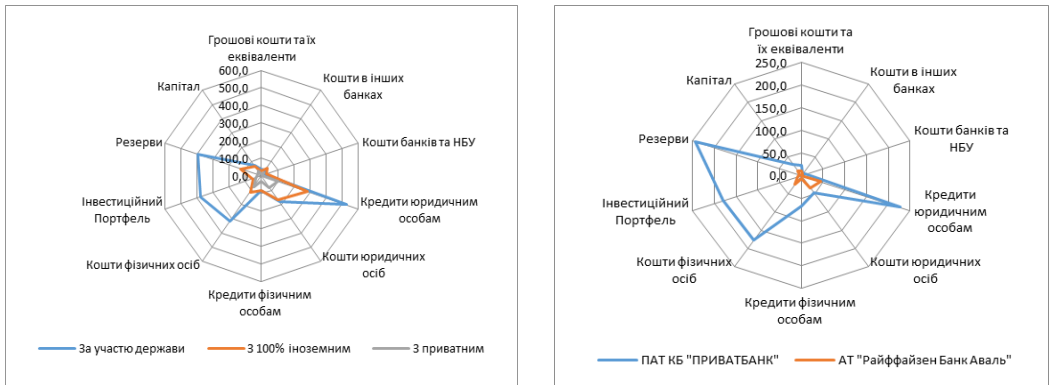 Грошові кошти та їх
еквіваленти
600,0
500,0
400,0
300,0
200,0
100,0
0,0
Кошти в інших
банках
Кошти банків та НБУ
Кредити юридичним
особам
Кошти юридичних
осіб
Кредити фізичним
особам
Кошти фізичних осіб
Інвестиційний
Портфель
Резерви
Капітал
За участю держави
З 100% іноземним
З приватним
Грошові кошти та
їх еквіваленти
250,0
200,0
150,0
100,0
50,0
0,0
Кошти в інших
банках
Кошти банків та
НБУ
Кредити
юридичним
особам
Кошти юридичних
осіб
Кредити фізичним
особам
Кошти фізичних
осіб
Інвестиційний
Портфель
Резерви
Капітал
ПАТ КБ "ПРИВАТБАНК"
АТ "Райффайзен Банк Аваль"